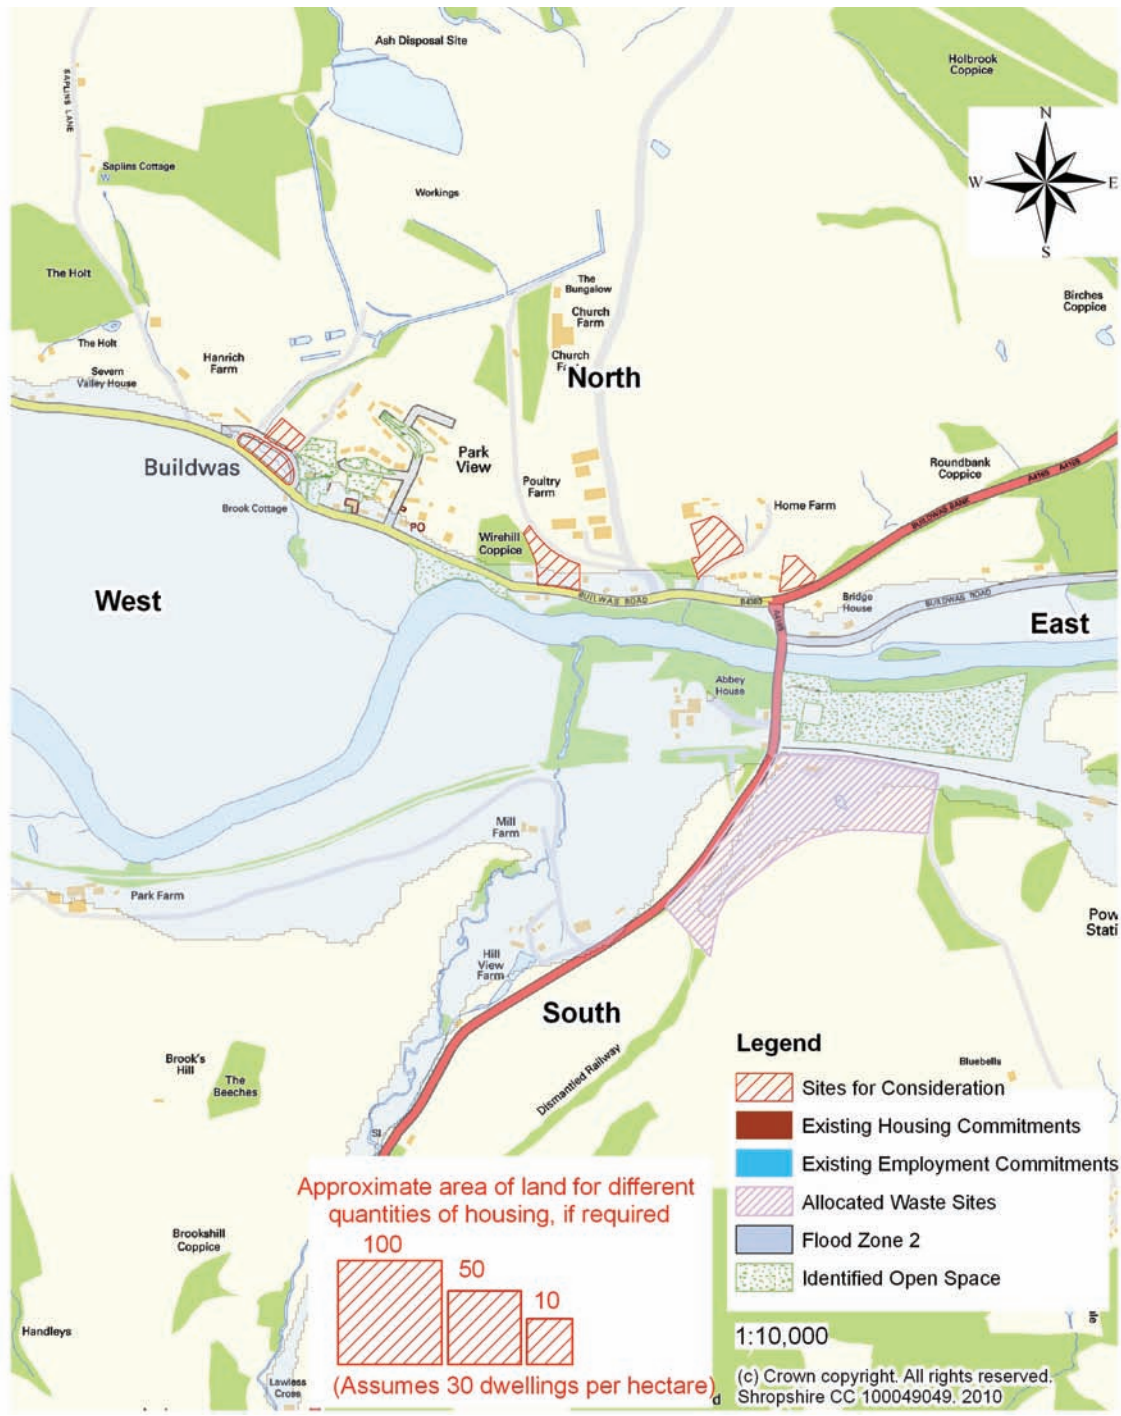 Ash Disposal Site
Holbrook
Coppice
N
W
E
S
SAPLINS LANE
Saplins Cottage
W
Workings
The Holt
The
Bungalow
Birches
Coppice
Church
Farm
The Holt
Hanrich
Farm
Church
North
Severn
Valley House
Park
View
Buildwas
Roundbank
Coppice
A4169
A4169
Poultry
Farm
Brook Cottage
Home Farm
BUILDWAS BANK
PO
Wirehill
Coppice
West
BUILWAS ROAD
B4380
Bridge
House
BUILDWAS ROAD
A4169
East
Abbey
House
Mill
Farm
Park Farm
Pow
Stati
Hill
View
Farm
South
Legend
Brook's
Hill
The
Beeches
Dismantled Railway
Bluebells
Sites for Consideration
Existing Housing Commitments
Existing Employment Commitments
Allocated Waste Sites
Flood Zone 2
Identified Open Space
Sl
Approximate area of land for different
quantities of housing, if required
100
50
10
(Assumes 30 dwellings per hectare)
Brookshill
Coppice
Handleys
Lawless
Cross
d
1:10,000
(c) Crown copyright. All rights reserved.
Shropshire CC 100049049. 2010